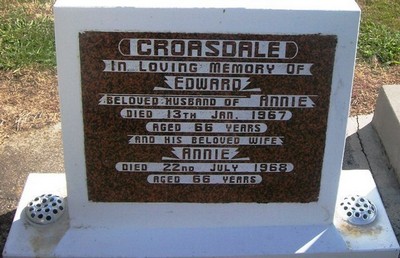 CROASDALE
IN LOVING MEMORY OF
EDWARD
BELOVED HUSBAND OF ANNIE
DIED 13TH JAN. 1967
AGED 66 YEARS
AND HIS BELOVED WIFE
ANNIE
DIED 22ND JULY 1968
AGED 66 YEARS